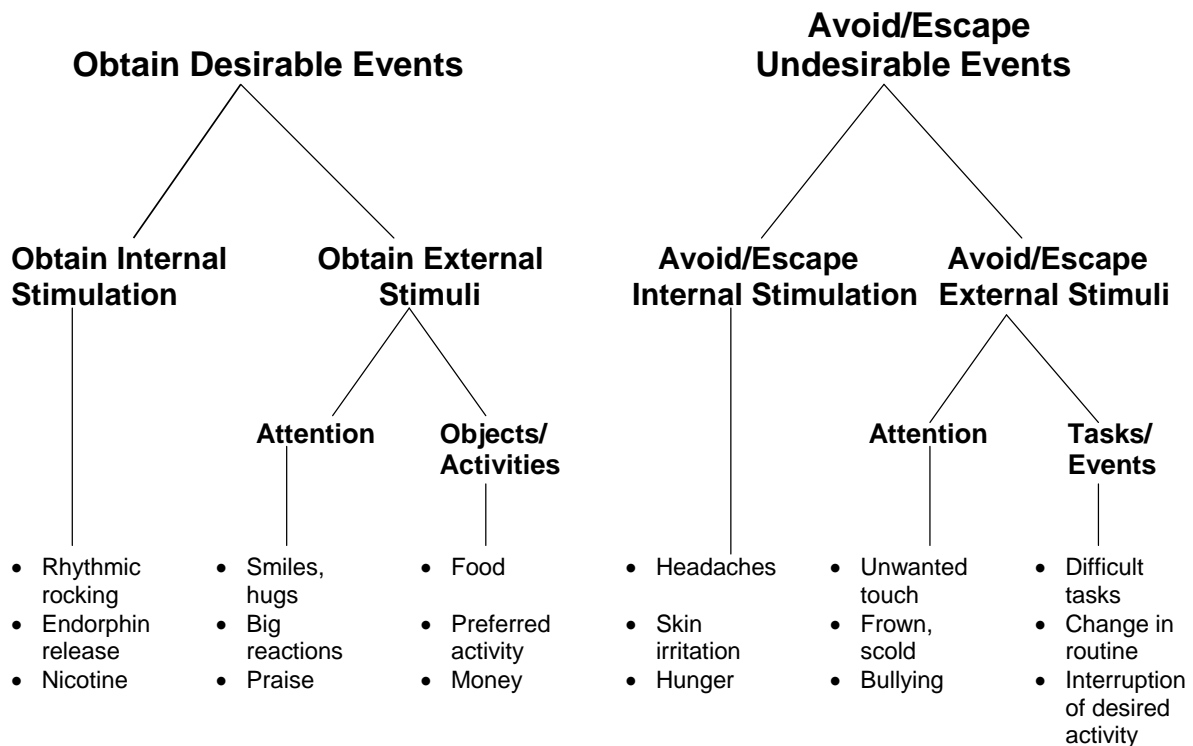 Obtain Desirable Events
Avoid/Escape
Undesirable Events
Obtain Internal
Stimulation
Obtain External
Stimuli
Avoid/Escape
Internal Stimulation
Avoid/Escape
External Stimuli
Attention
Objects/
Activities
Attention
Tasks/
Events
• Rhythmic
rocking
• Endorphin
release
• Nicotine
• Smiles,
hugs
• Big
reactions
• Praise
• Food
• Preferred
activity
• Money
• Headaches
• Skin
irritation
• Hunger
• Unwanted
touch
• Frown,
scold
• Bullying
• Difficult
tasks
• Change in
routine
• Interruption
of desired
activity